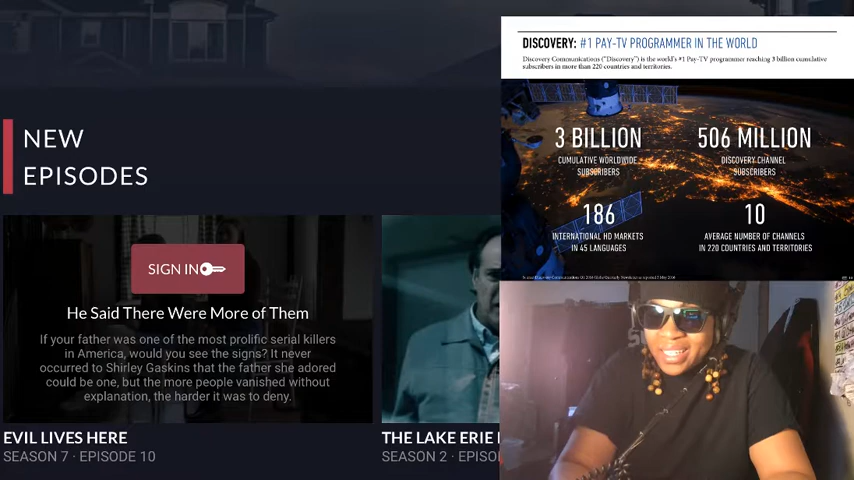 NEW
EPISODES
SIGN IN
He Said There Were More of Them
If your father was one of the most prolific serial killers
in America, would you see the signs? It never
occurred to Shirley Gaskins that the father she adored
could be one, but the more people vanished without
explanation, the harder it was to deny.
EVIL LIVES HERE
SEASON 7 · EPISODE 10
THE LAKE ERIE
SEASON 2 · EPISO
DISCOVERY: #1 PAY-TV PROGRAMMER IN THE WORLD
Discovery Communications ("Discovery") is the world's #1 Pay-TV programmer reaching 3 billion cumulative
subscribers in more than 220 countries and territories.
3 BILLION
CUMULATIVE WORLDWIDE
SUBSCRIBERS
506 MILLION
DISCOVERY CHANNEL
SUBSCRIBERS
186
INTERNATIONAL HD MARKETS
IN 45 LANGUAGES
10
AVERAGE NUMBER OF CHANNELS
IN 220 COUNTRIES AND TERRITORIES